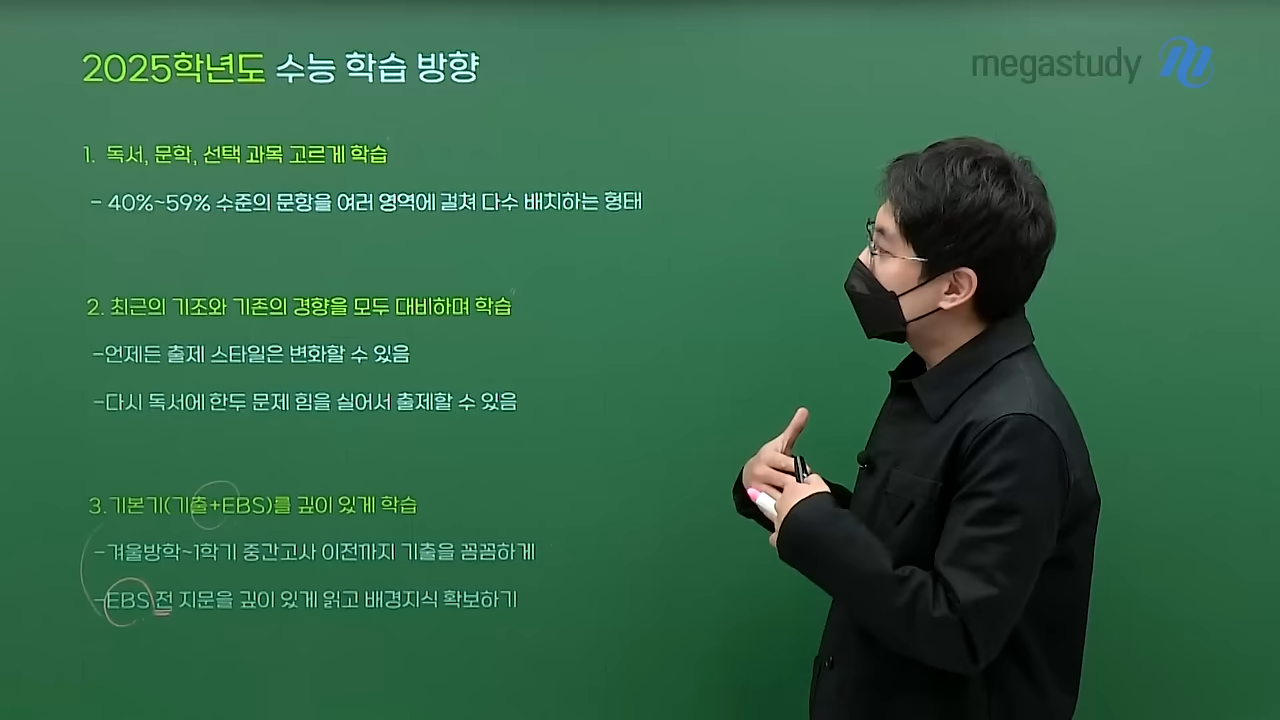 2025학년도 수능 학습 방향
megastudy
1. 독서, 문학, 선택 과목 고르게 학습
- 40%~59% 수준의 문항을 여러 영역에 걸쳐 다수 배치하는 형태
2. 최근의 기조와 기존의 경향을 모두 대비하며 학습
-언제든 출제 스타일은 변화할 수 있음
-다시 독서에 한두 문제 힘을 실어서 출제할 수 있음
3.기본기(기출+EBS)를 깊이 있게 학습
-겨울방학~1학기 중간고사 이전까지 기출을 꼼꼼하게
-EBS 전 지문을 깊이 있게 읽고 배경지식 확보하기